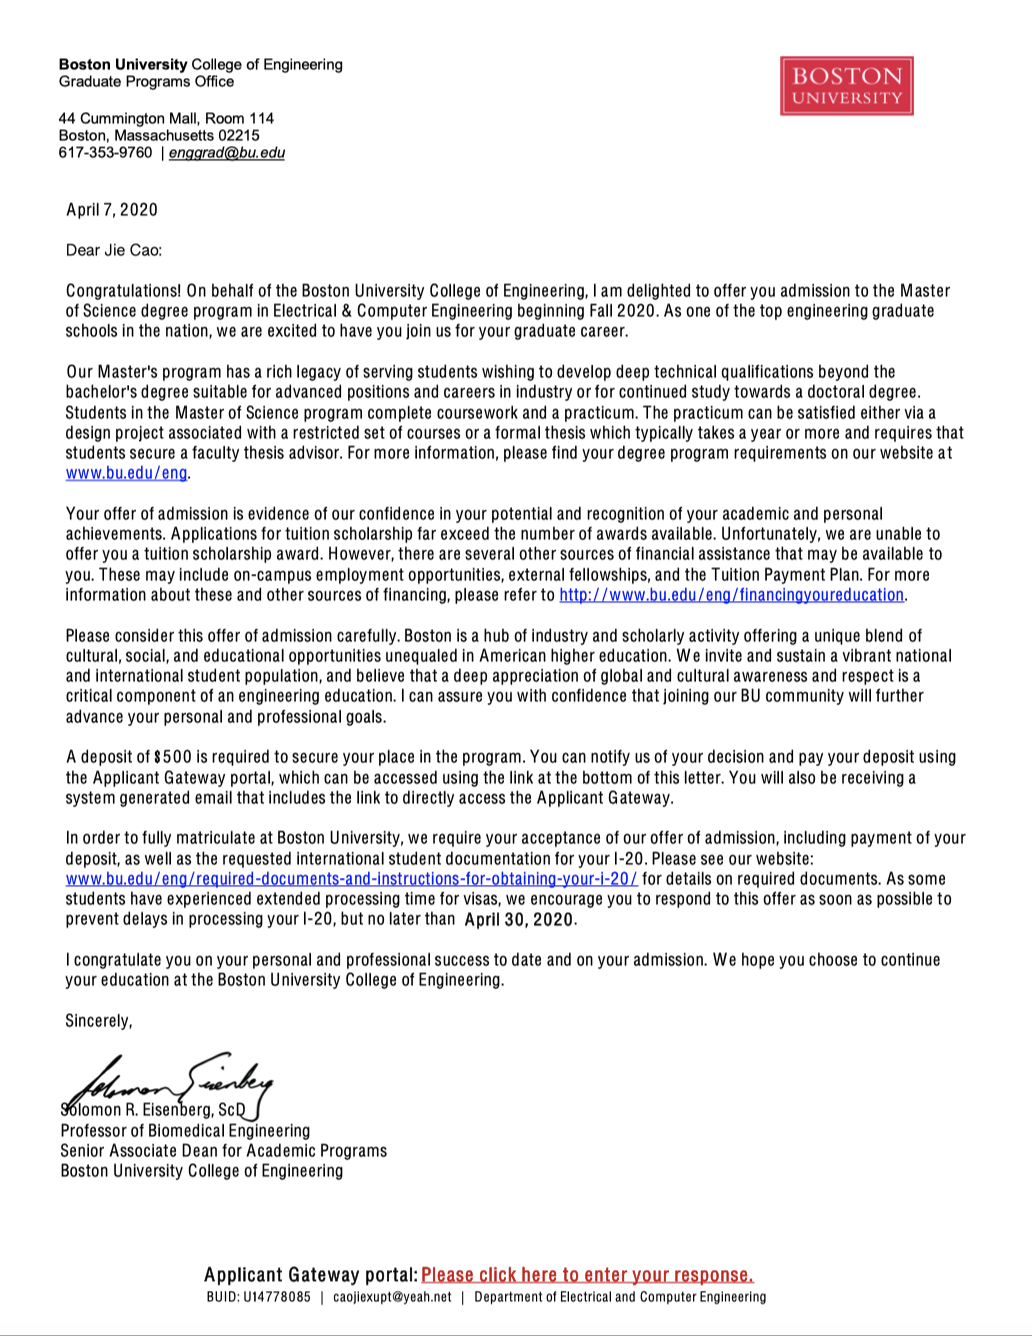 Boston University College of Engineering
Graduate Programs Office
BOSTON
UNIVERSITY
44 Cummington Mall, Room 114
Boston, Massachusetts 02215
617-353-9760 | enggrad@bu.edu
April 7, 2020
Dear Jie Cao:
Congratulations! On behalf of the Boston University College of Engineering, I am delighted to offer you admission to the Master
of Science degree program in Electrical & Computer Engineering beginning Fall 2020. As one of the top engineering graduate
schools in the nation, we are excited to have you join us for your graduate career.
Our Master's program has a rich legacy of serving students wishing to develop deep technical qualifications beyond the
bachelor's degree suitable for advanced positions and careers in industry or for continued study towards a doctoral degree.
Students in the Master of Science program complete coursework and a practicum. The practicum can be satisfied either via a
design project associated with a restricted set of courses or a formal thesis which typically takes a year or more and requires that
students secure a faculty thesis advisor. For more information, please find your degree program requirements on our website at
www.bu.edu/eng.
Your offer of admission is evidence of our confidence in your potential and recognition of your academic and personal
achievements. Applications for tuition scholarship far exceed the number of awards available. Unfortunately, we are unable to
offer you a tuition scholarship award. However, there are several other sources of financial assistance that may be available to
you. These may include on-campus employment opportunities, external fellowships, and the Tuition Payment Plan. For more
information about these and other sources of financing, please refer to http://www.bu.edu/eng/financingyoureducation.
Please consider this offer of admission carefully. Boston is a hub of industry and scholarly activity offering a unique blend of
cultural, social, and educational opportunities unequaled in American higher education. We invite and sustain a vibrant national
and international student population, and believe that a deep appreciation of global and cultural awareness and respect is a
critical component of an engineering education. I can assure you with confidence that joining our BU community will further
advance your personal and professional goals.
A deposit of $500 is required to secure your place in the program. You can notify us of your decision and pay your deposit using
the Applicant Gateway portal, which can be accessed using the link at the bottom of this letter. You will also be receiving a
system generated email that includes the link to directly access the Applicant Gateway.
In order to fully matriculate at Boston University, we require your acceptance of our offer of admission, including payment of your
deposit, as well as the requested international student documentation for your I-20. Please see our website:
www.bu.edu/eng/required-documents-and-instructions-for-obtaining-your-i-20/ for details on required documents. As some
students have experienced extended processing time for visas, we encourage you to respond to this offer as soon as possible to
prevent delays in processing your I-20, but no later than April 30, 2020.
I congratulate you on your personal and professional success to date and on your admission. We hope you choose to continue
your education at the Boston University College of Engineering.
Sincerely,
Solomon Eisenberg
Solomon R. Eisenberg, ScD
Professor of Biomedical Engineering
Senior Associate Dean for Academic Programs
Boston University College of Engineering
Applicant Gateway portal: Please click here to enter your response.
BUID: U14778085 | caojiexupt@yeah.net | Department of Electrical and Computer Engineering